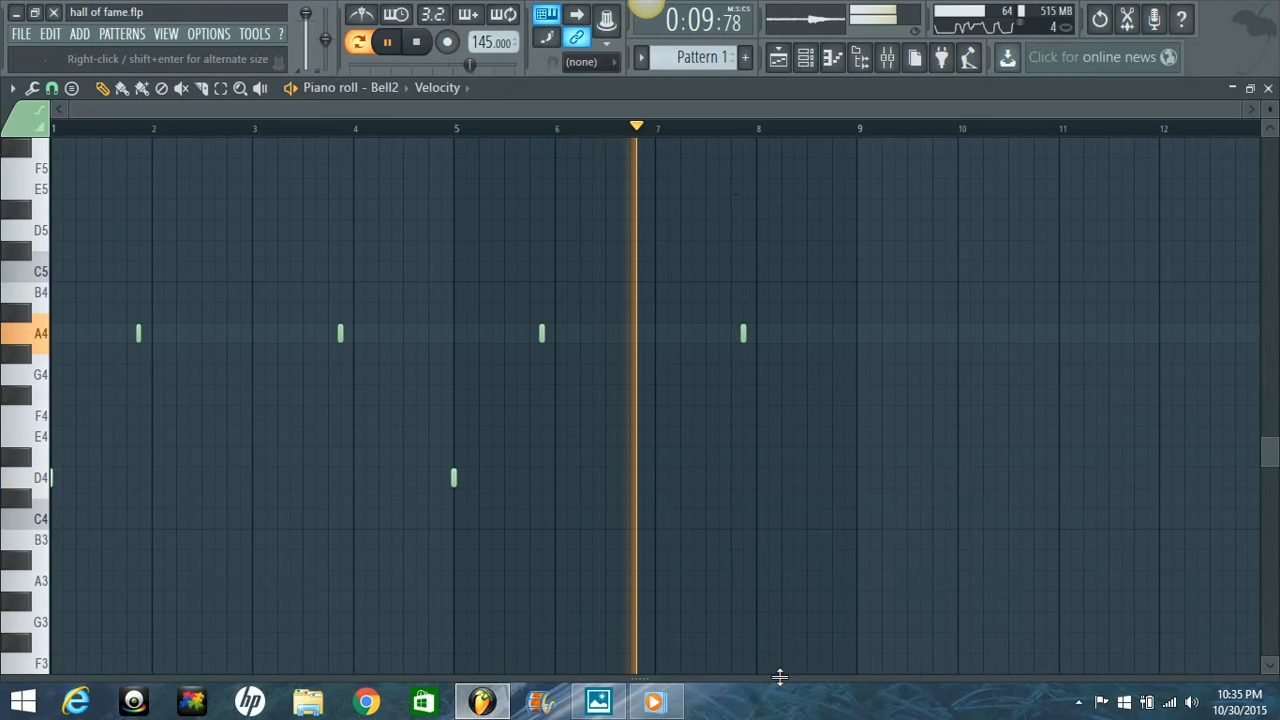 hall of fame.flp
FILE EDIT ADD PATTERNS VIEW OPTIONS TOOLS ?
Right-click / shift+enter for alternate size
3.2.
145.000
(none)
0:09:78
M:S:CS
Pattern 1
64 515 MB
4
Click for online news
Piano roll - Bell2 Velocity
1 2 3 4 5 6 7 8 9 10 11 12
F5
E5
D5
C5
B4
A4
G4
F4
E4
D4
C4
B3
A3
G3
F3
10:35 PM
10/30/2015